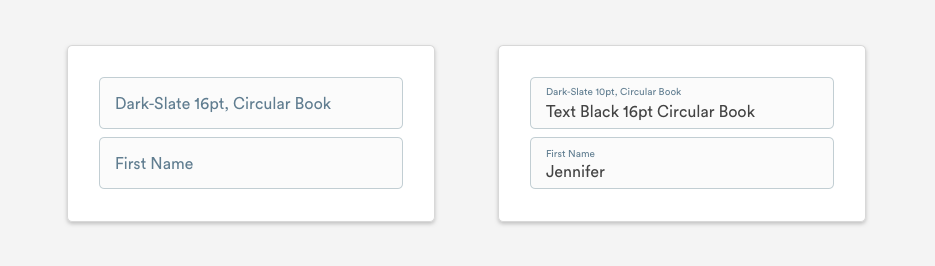 Dark-Slate 16pt, Circular Book
First Name
Dark-Slate 10pt, Circular Book
Text Black 16pt Circular Book
First Name
Jennifer